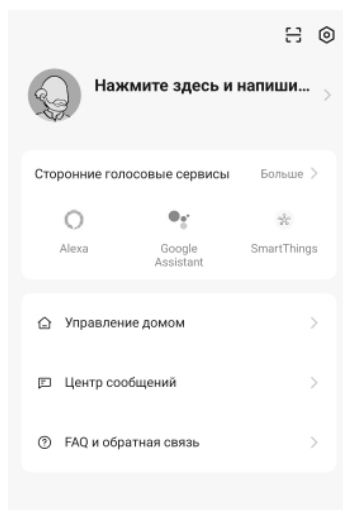 Нажмите здесь и напиши...
Сторонние голосовые сервисы Больше
Alexa Google Assistant SmartThings
Управление домом
Центр сообщений
FAQ и обратная связь